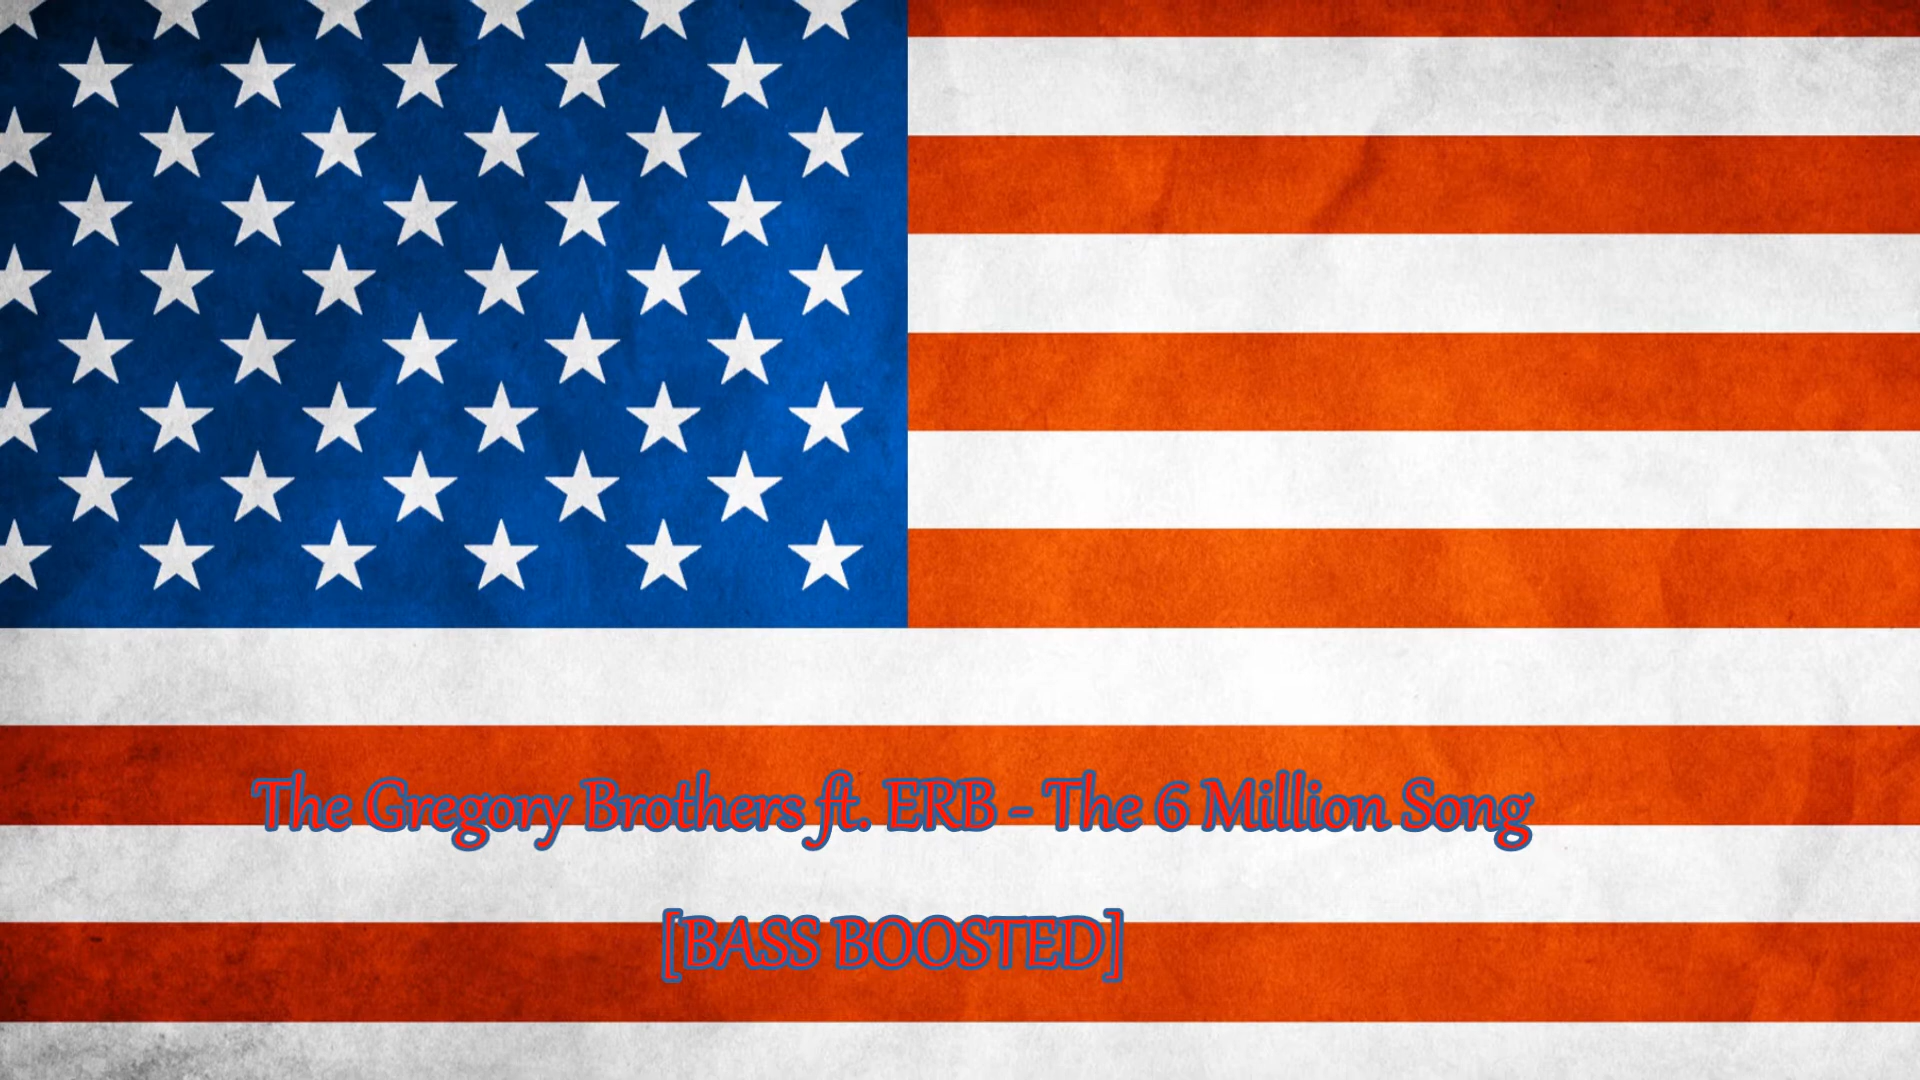 The Gregory Brothers ft. ERB - The 6 Million Song
[BASS BOOSTED]